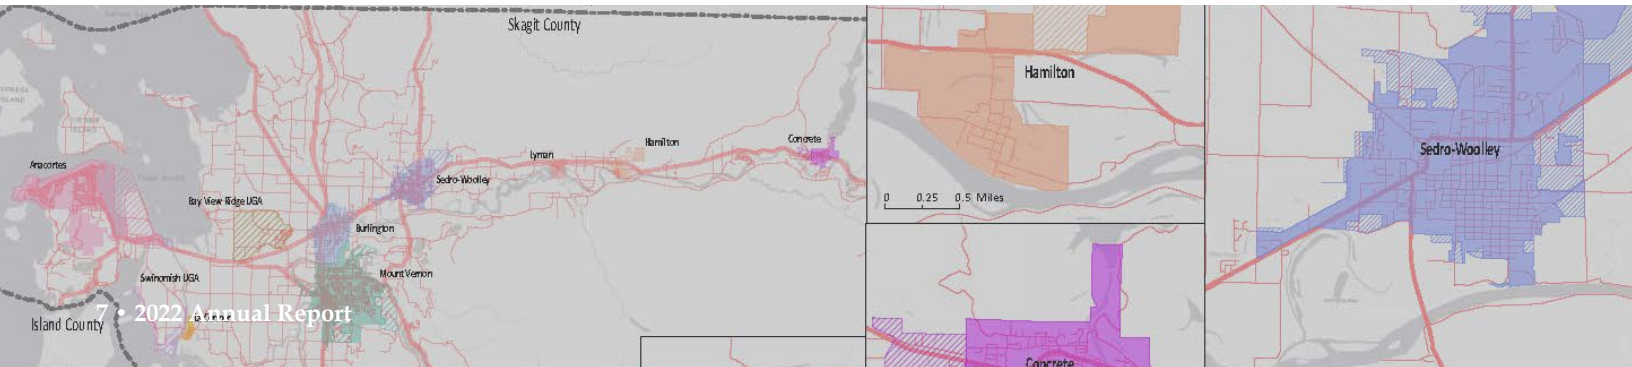 Skagit County
Anacortes
Bay View Ridge UGA
Swinomish UGA
Island County
Burlington
Mount Vernon
Sedro-Woolley
Lyman
Hamilton
Concrete
7 • 2022 Annual Report
Hamilton
0 0.25 0.5 Miles
Concrete
Sedro-Woolley